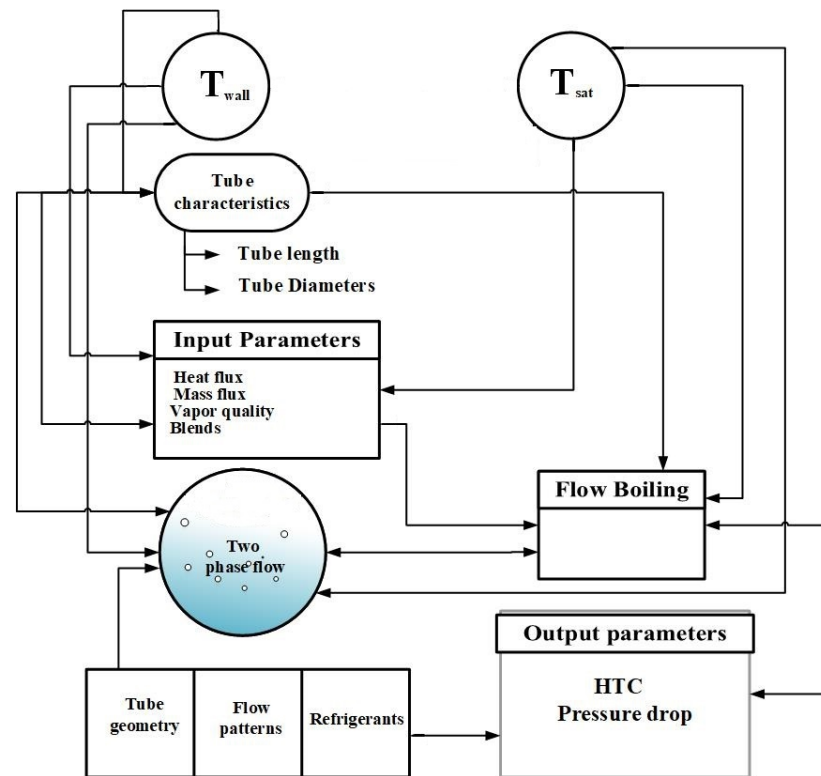 T wall
T sat
Tube
characteristics
Tube length
Tube Diameters
Input Parameters
Heat flux
Mass flux
Vapor quality
Blends
Flow Boiling
Two
phase flow
Output parameters
HTC
Pressure drop
Tube
geometry
Flow
patterns
Refrigerants